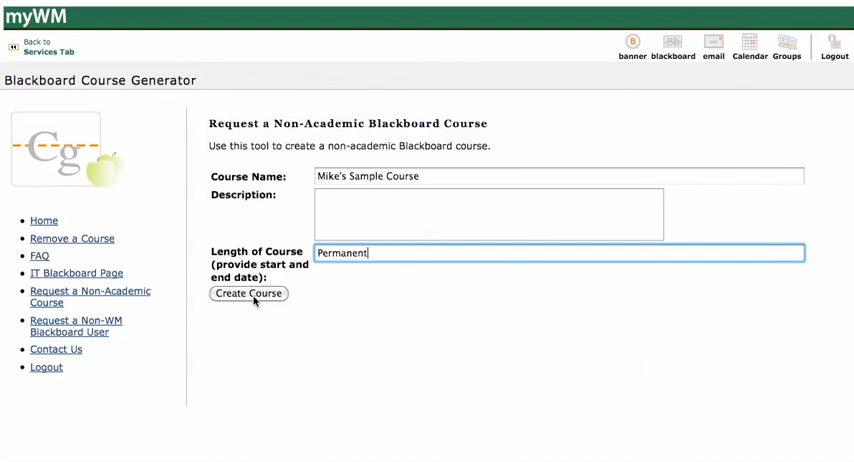 myWM
Back to
Services Tab
B
Bb
banner blackboard email Calendar Groups Logout
Blackboard Course Generator
Cg
Home
Remove a Course
FAQ
IT Blackboard Page
Request a Non-Academic
Course
Request a Non-WM
Blackboard User
Contact Us
Logout
Request a Non-Academic Blackboard Course
Use this tool to create a non-academic Blackboard course.
Course Name: Mike's Sample Course
Description:
Length of Course
(provide start and
end date):
Permanent
Create Course